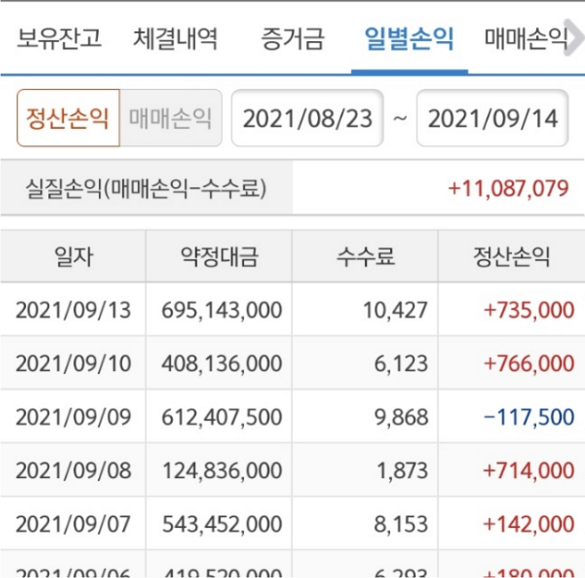 보유잔고 체결내역 증거금 일별손익 매매손익
정산손익 매매손익 2021/08/23 ~ 2021/09/14
실질손익(매매손익-수수료) +11,087,079
일자 약정대금 수수료 정산손익
2021/09/13 695,143,000 10,427 +735,000
2021/09/10 408,136,000 6,123 +766,000
2021/09/09 612,407,500 9,868 -117,500
2021/09/08 124,836,000 1,873 +714,000
2021/09/07 543,452,000 8,153 +142,000
2021/09/06 419,520,000 6,293 +180,000